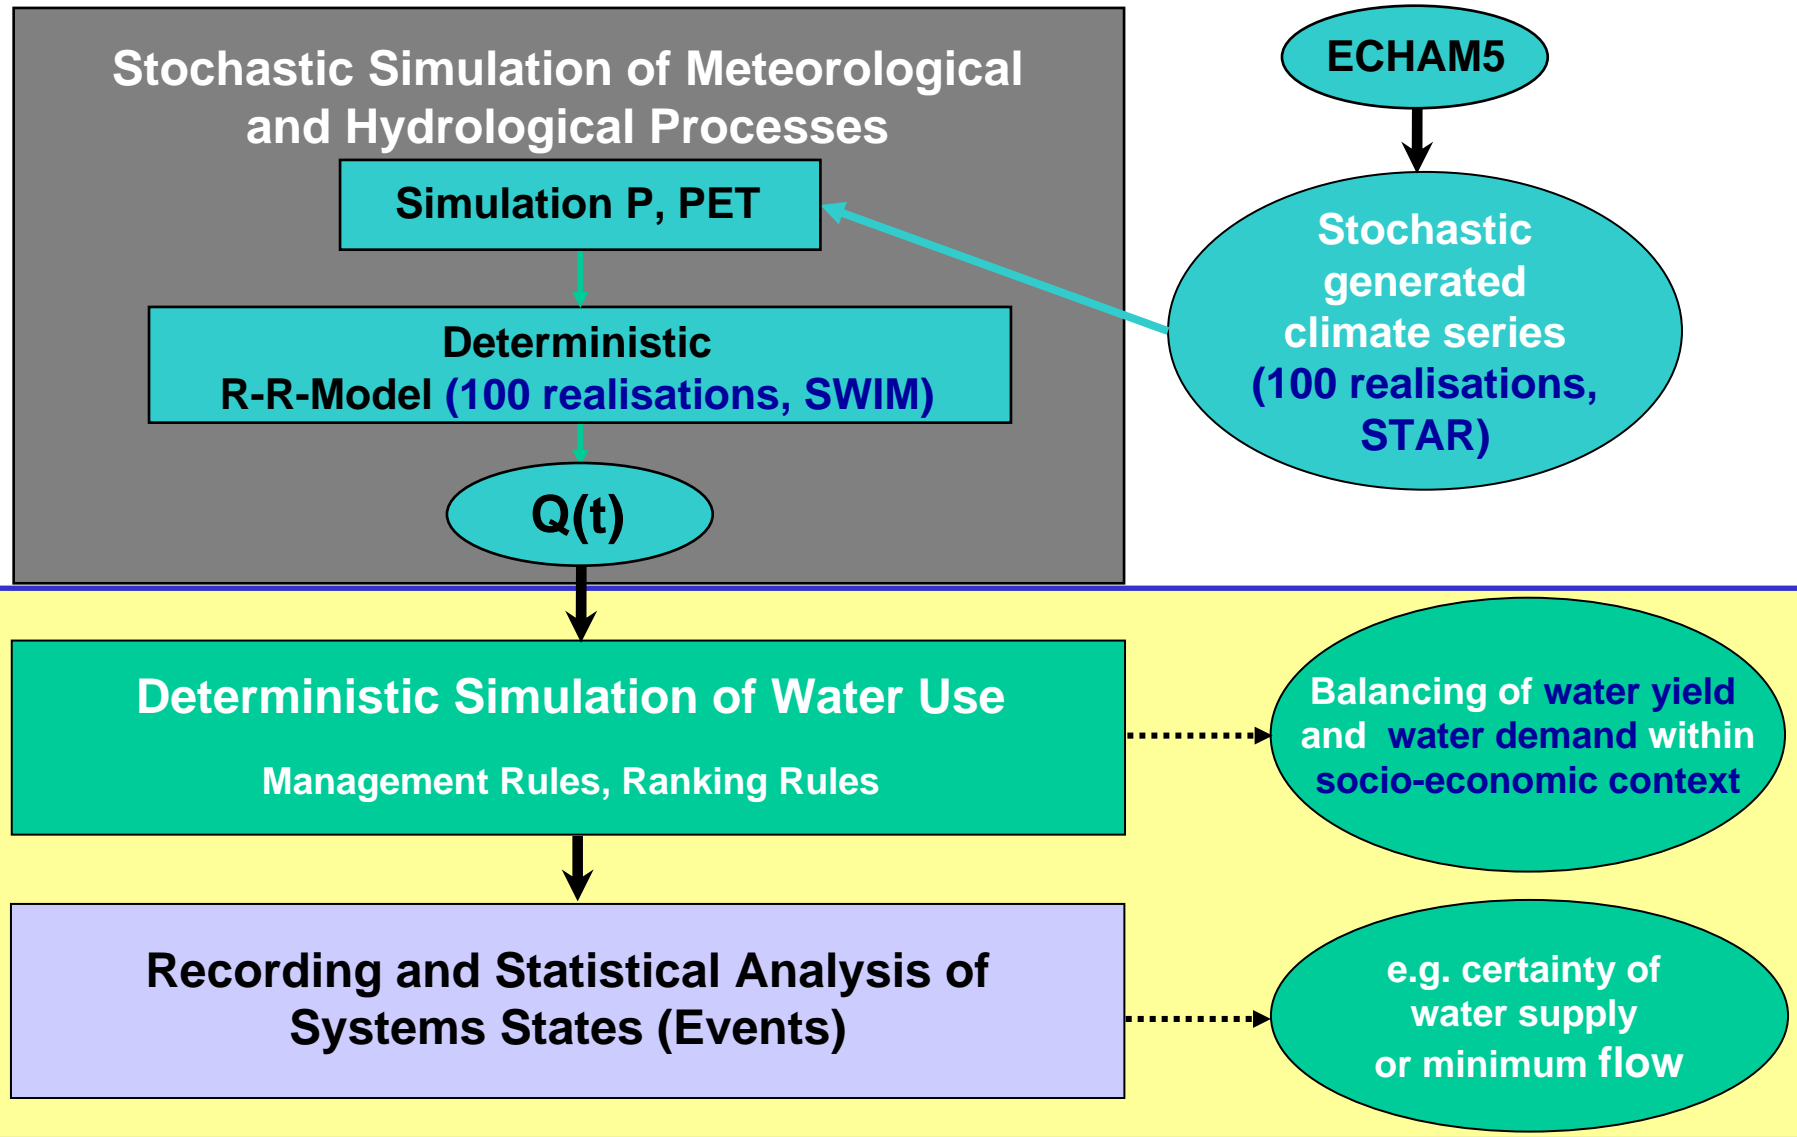 Stochastic Simulation of Meteorological
and Hydrological Processes
Simulation P, PET
Deterministic
R-R-Model (100 realisations, SWIM)
Q(t)
ECHAM5
Stochastic
generated
climate series
(100 realisations,
STAR)
Deterministic Simulation of Water Use
Management Rules, Ranking Rules
Balancing of water yield
and water demand within
socio-economic context
Recording and Statistical Analysis of
Systems States (Events)
e.g. certainty of
water supply
or minimum flow